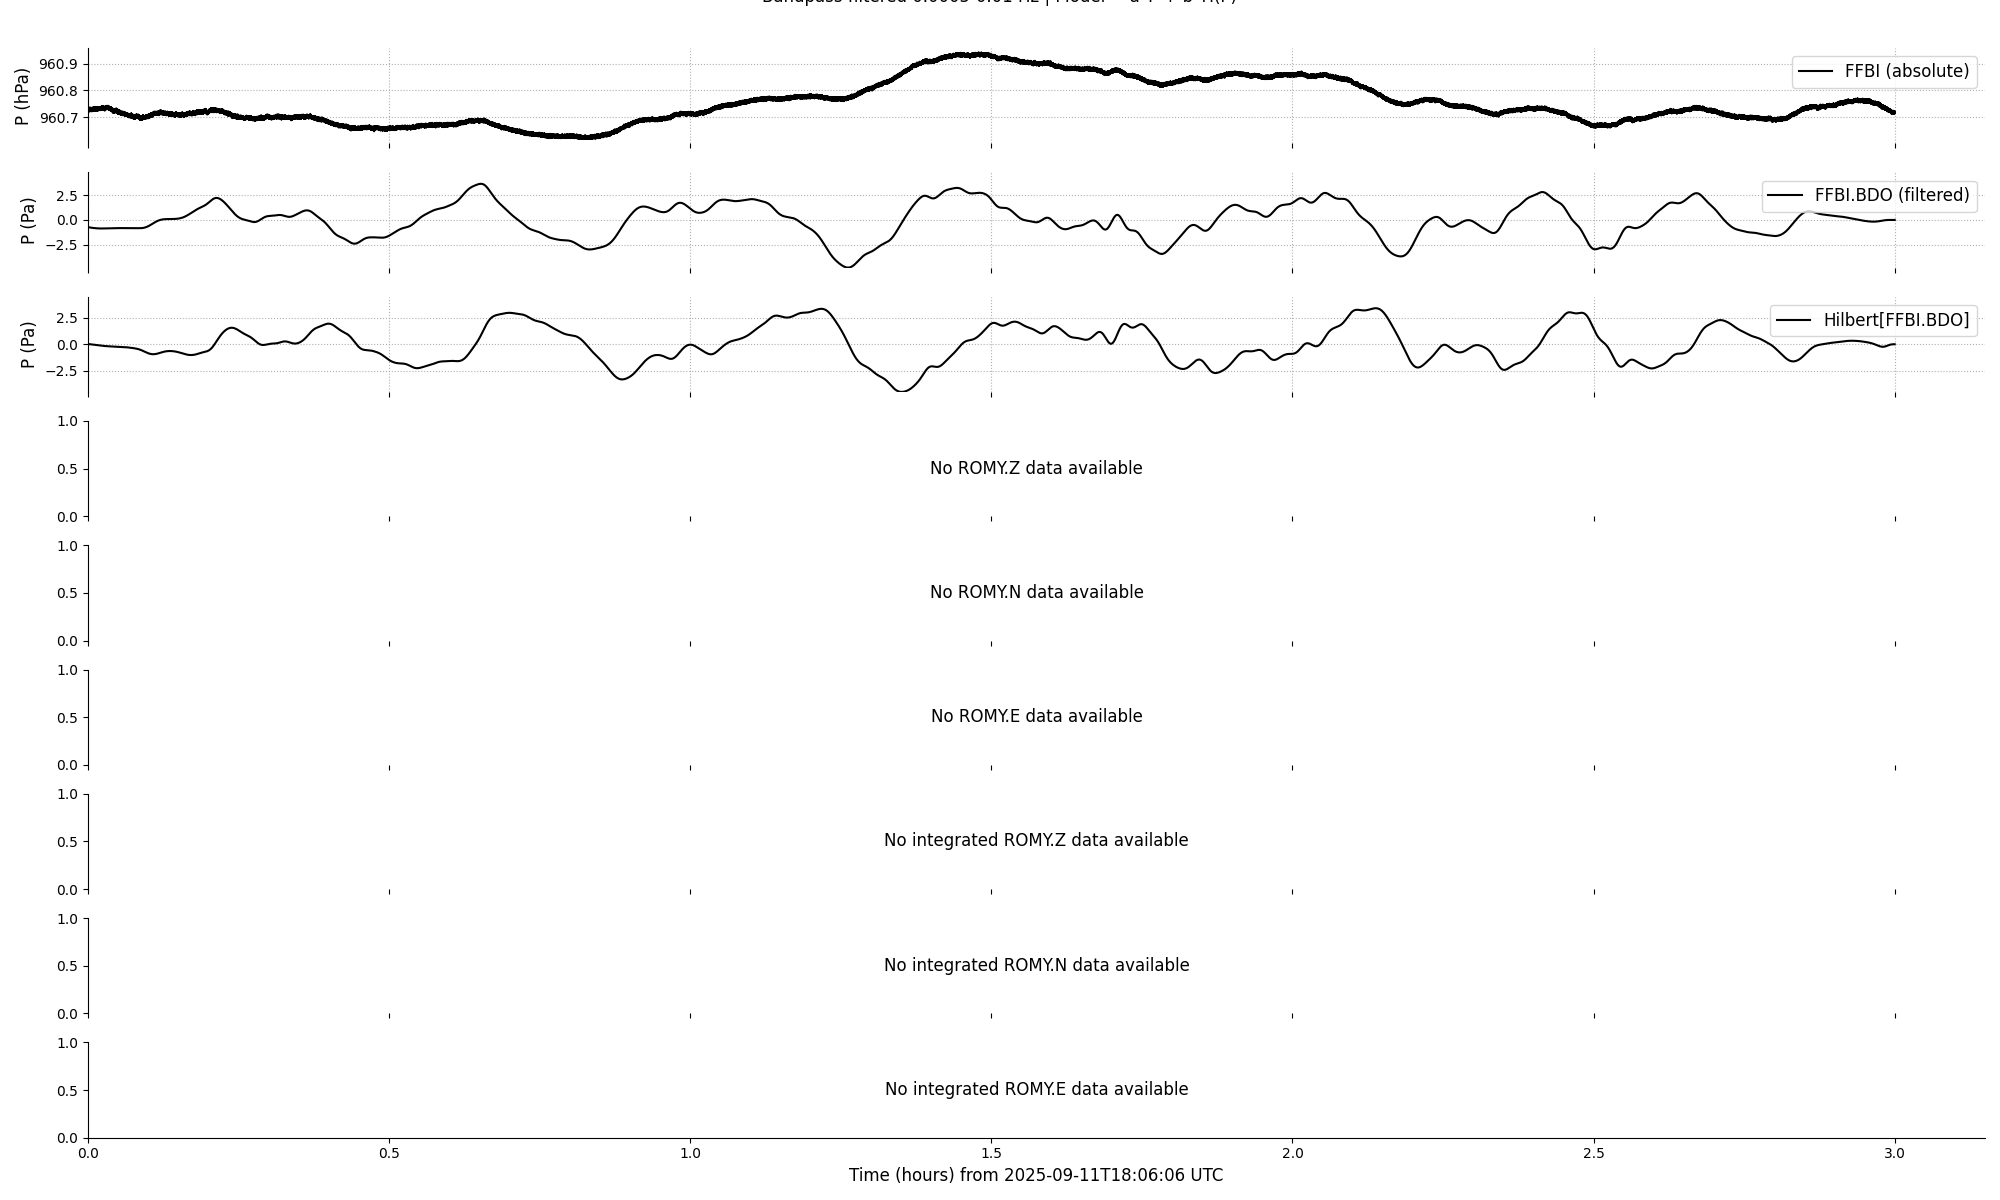 P (hPa)
960.9
960.8
960.7
FFBI (absolute)
P (Pa)
2.5
0.0
−2.5
FFBI.BDO (filtered)
P (Pa)
2.5
0.0
−2.5
Hilbert[FFBI.BDO]
1.0
0.5
0.0
No ROMY.Z data available
1.0
0.5
0.0
No ROMY.N data available
1.0
0.5
0.0
No ROMY.E data available
1.0
0.5
0.0
No integrated ROMY.Z data available
1.0
0.5
0.0
No integrated ROMY.N data available
1.0
0.5
0.0
No integrated ROMY.E data available
0.0 0.5 1.0 1.5 2.0 2.5 3.0
Time (hours) from 2025-09-11T18:06:06 UTC